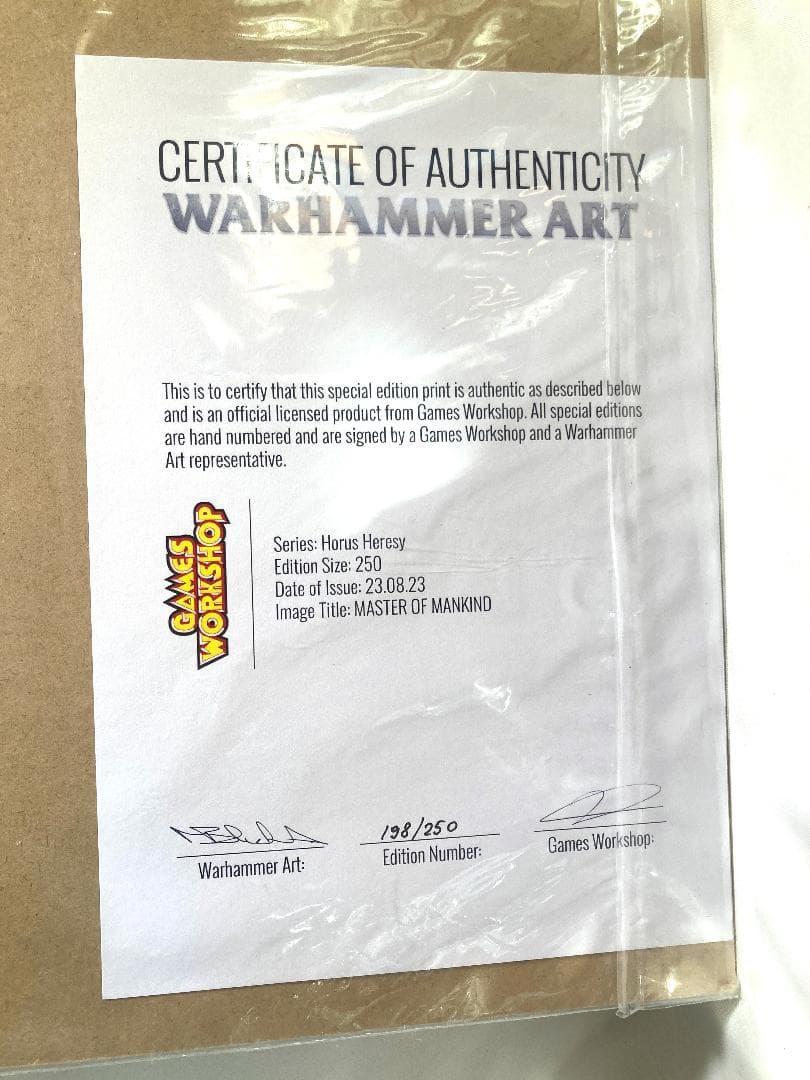 CERTIFICATE OF AUTHENTICITY
WARHAMMER ART
This is to certify that this special edition print is authentic as described below
and is an official licensed product from Games Workshop. All special editions
are hand numbered and are signed by a Games Workshop and a Warhammer
Art representative.
GAMES
WORKSHOP
Series: Horus Heresy
Edition Size: 250
Date of Issue: 23.08.23
Image Title: MASTER OF MANKIND
198/250
Warhammer Art:
Edition Number:
Games Workshop: